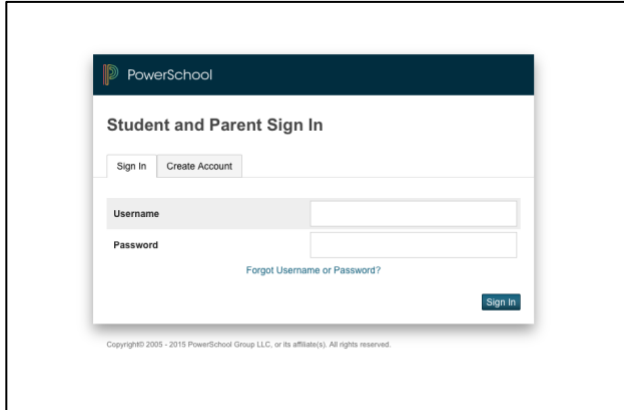 PowerSchool
Student and Parent Sign In
Sign In Create Account
Username
Password
Forgot Username or Password?
Sign In
Copyright© 2005 - 2015 PowerSchool Group LLC, or its affiliate(s). All rights reserved.